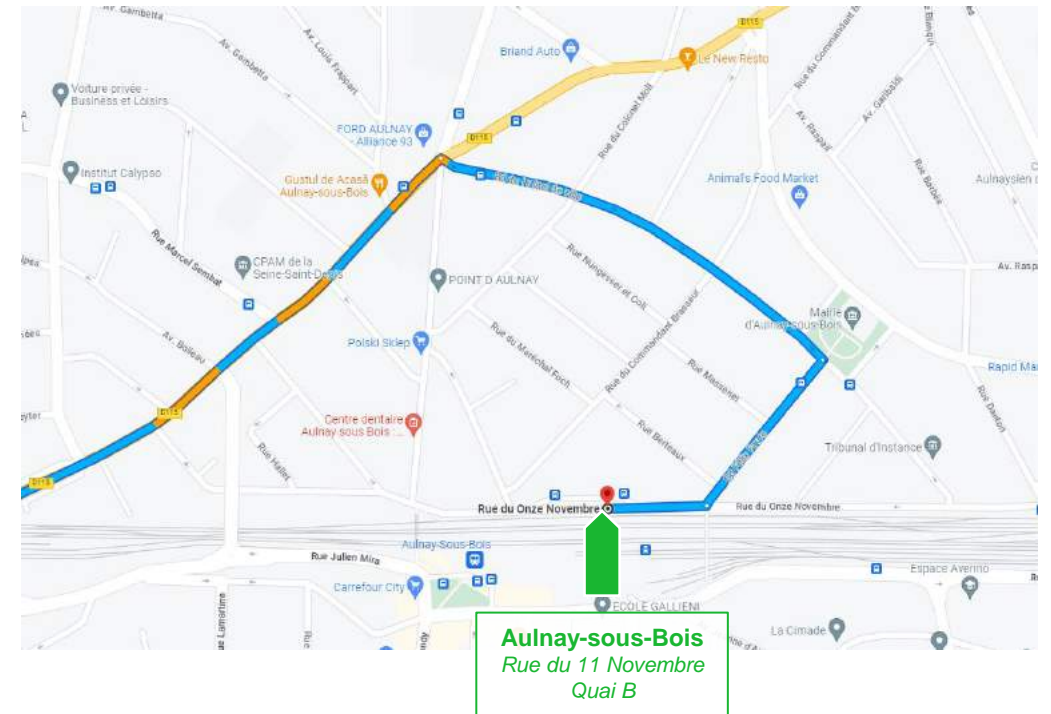 Av. Gambetta
D115
Av. Gambetta
Av. Louis Frappart
Briand Auto
Le New Resto
Rue du Commandant
Voiture privée -
Business et Loisirs
Rue du Colonel Moll
Av. Garibaldi
FORD AULNAY
- Alliance 93
D115
Av. Raspail
Institut Calypso
Gustul de Acasă
Aulnay-sous-Bois
Animal's Food Market
Rue Barbès
Aulnaysien
Rue Marcel Sembat
CPAM de la
Seine-Saint-Denis
POINT D AULNAY
Rue Nungesser et Coli
Av. Rasp
Rue du Commandant Brasseur
Mairie
d'Aulnay-sous-Bois
Av. Boileau
Polski Sklep
Rue du Maréchal Foch
Rue Massenet
Rapid Mar
Rue Danton
D115
Centre dentaire
Aulnay sous Bois : ...
Rue Berteaux
Tribunal d'Instance
Rue Hallet
D115
Rue du Onze Novembre
Rue du Onze Novembre
Rue Julien Mira
Aulnay-Sous-Bois
Carrefour City
Espace Averino
ECOLE GALLIENI
Rue Lamartine
La Cimade
Aulnay-sous-Bois
Rue du 11 Novembre
Quai B